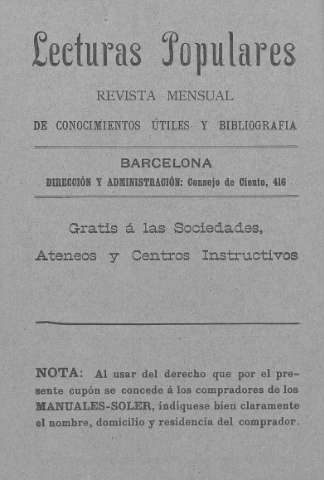 Lecturas Populares
REVISTA MENSUAL
DE CONOCIMIENTOS ÚTILES Y BIBLIOGRAFIA
BARCELONA
DIRECCIÓN Y ADMINISTRACIÓN: Consejo de Ciento, 416
Gratis á las Sociedades,
Ateneos y Centros Instructivos
NOTA: Al usar del derecho que por el pre-
sente cupón se concede á los compradores de los
MANUALES-SOLER, indíquese bien claramente
el nombre, domicilio y residencia del comprador.